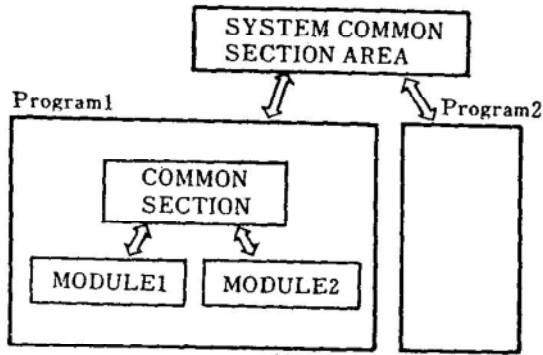 SYSTEM COMMON
SECTION AREA
Program1
Program2
COMMON
SECTION
MODULE1
MODULE2